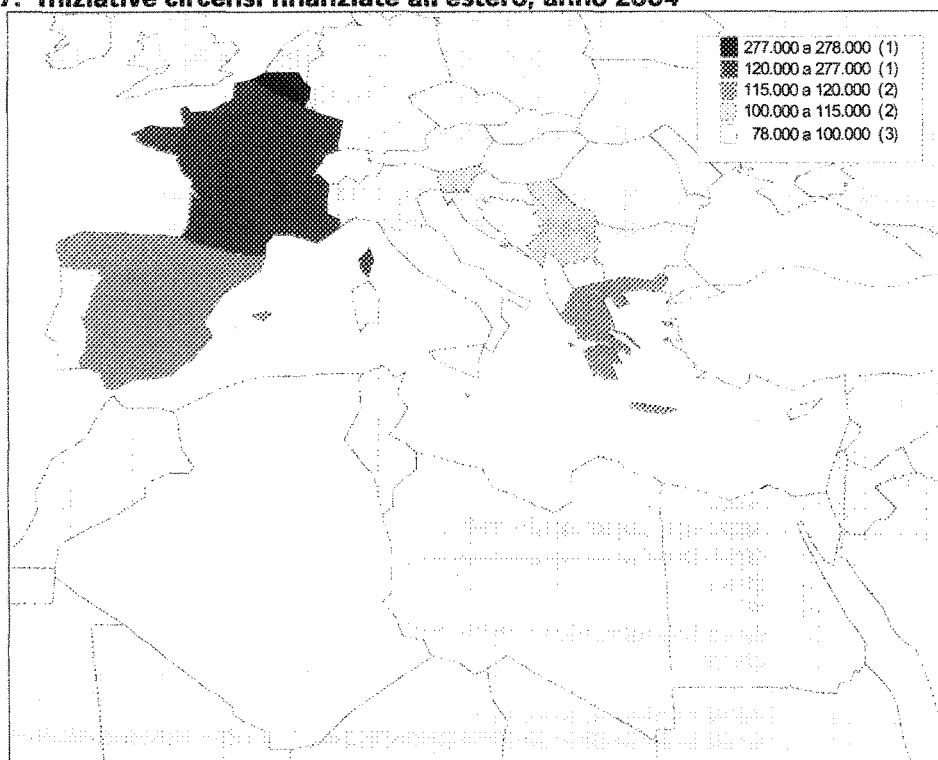 7. Iniziative circensi finanziate all'estero, anno 2004
277.000 a 278.000 (1)
120.000 a 277.000 (1)
115.000 a 120.000 (2)
100.000 a 115.000 (2)
78.000 a 100.000 (3)